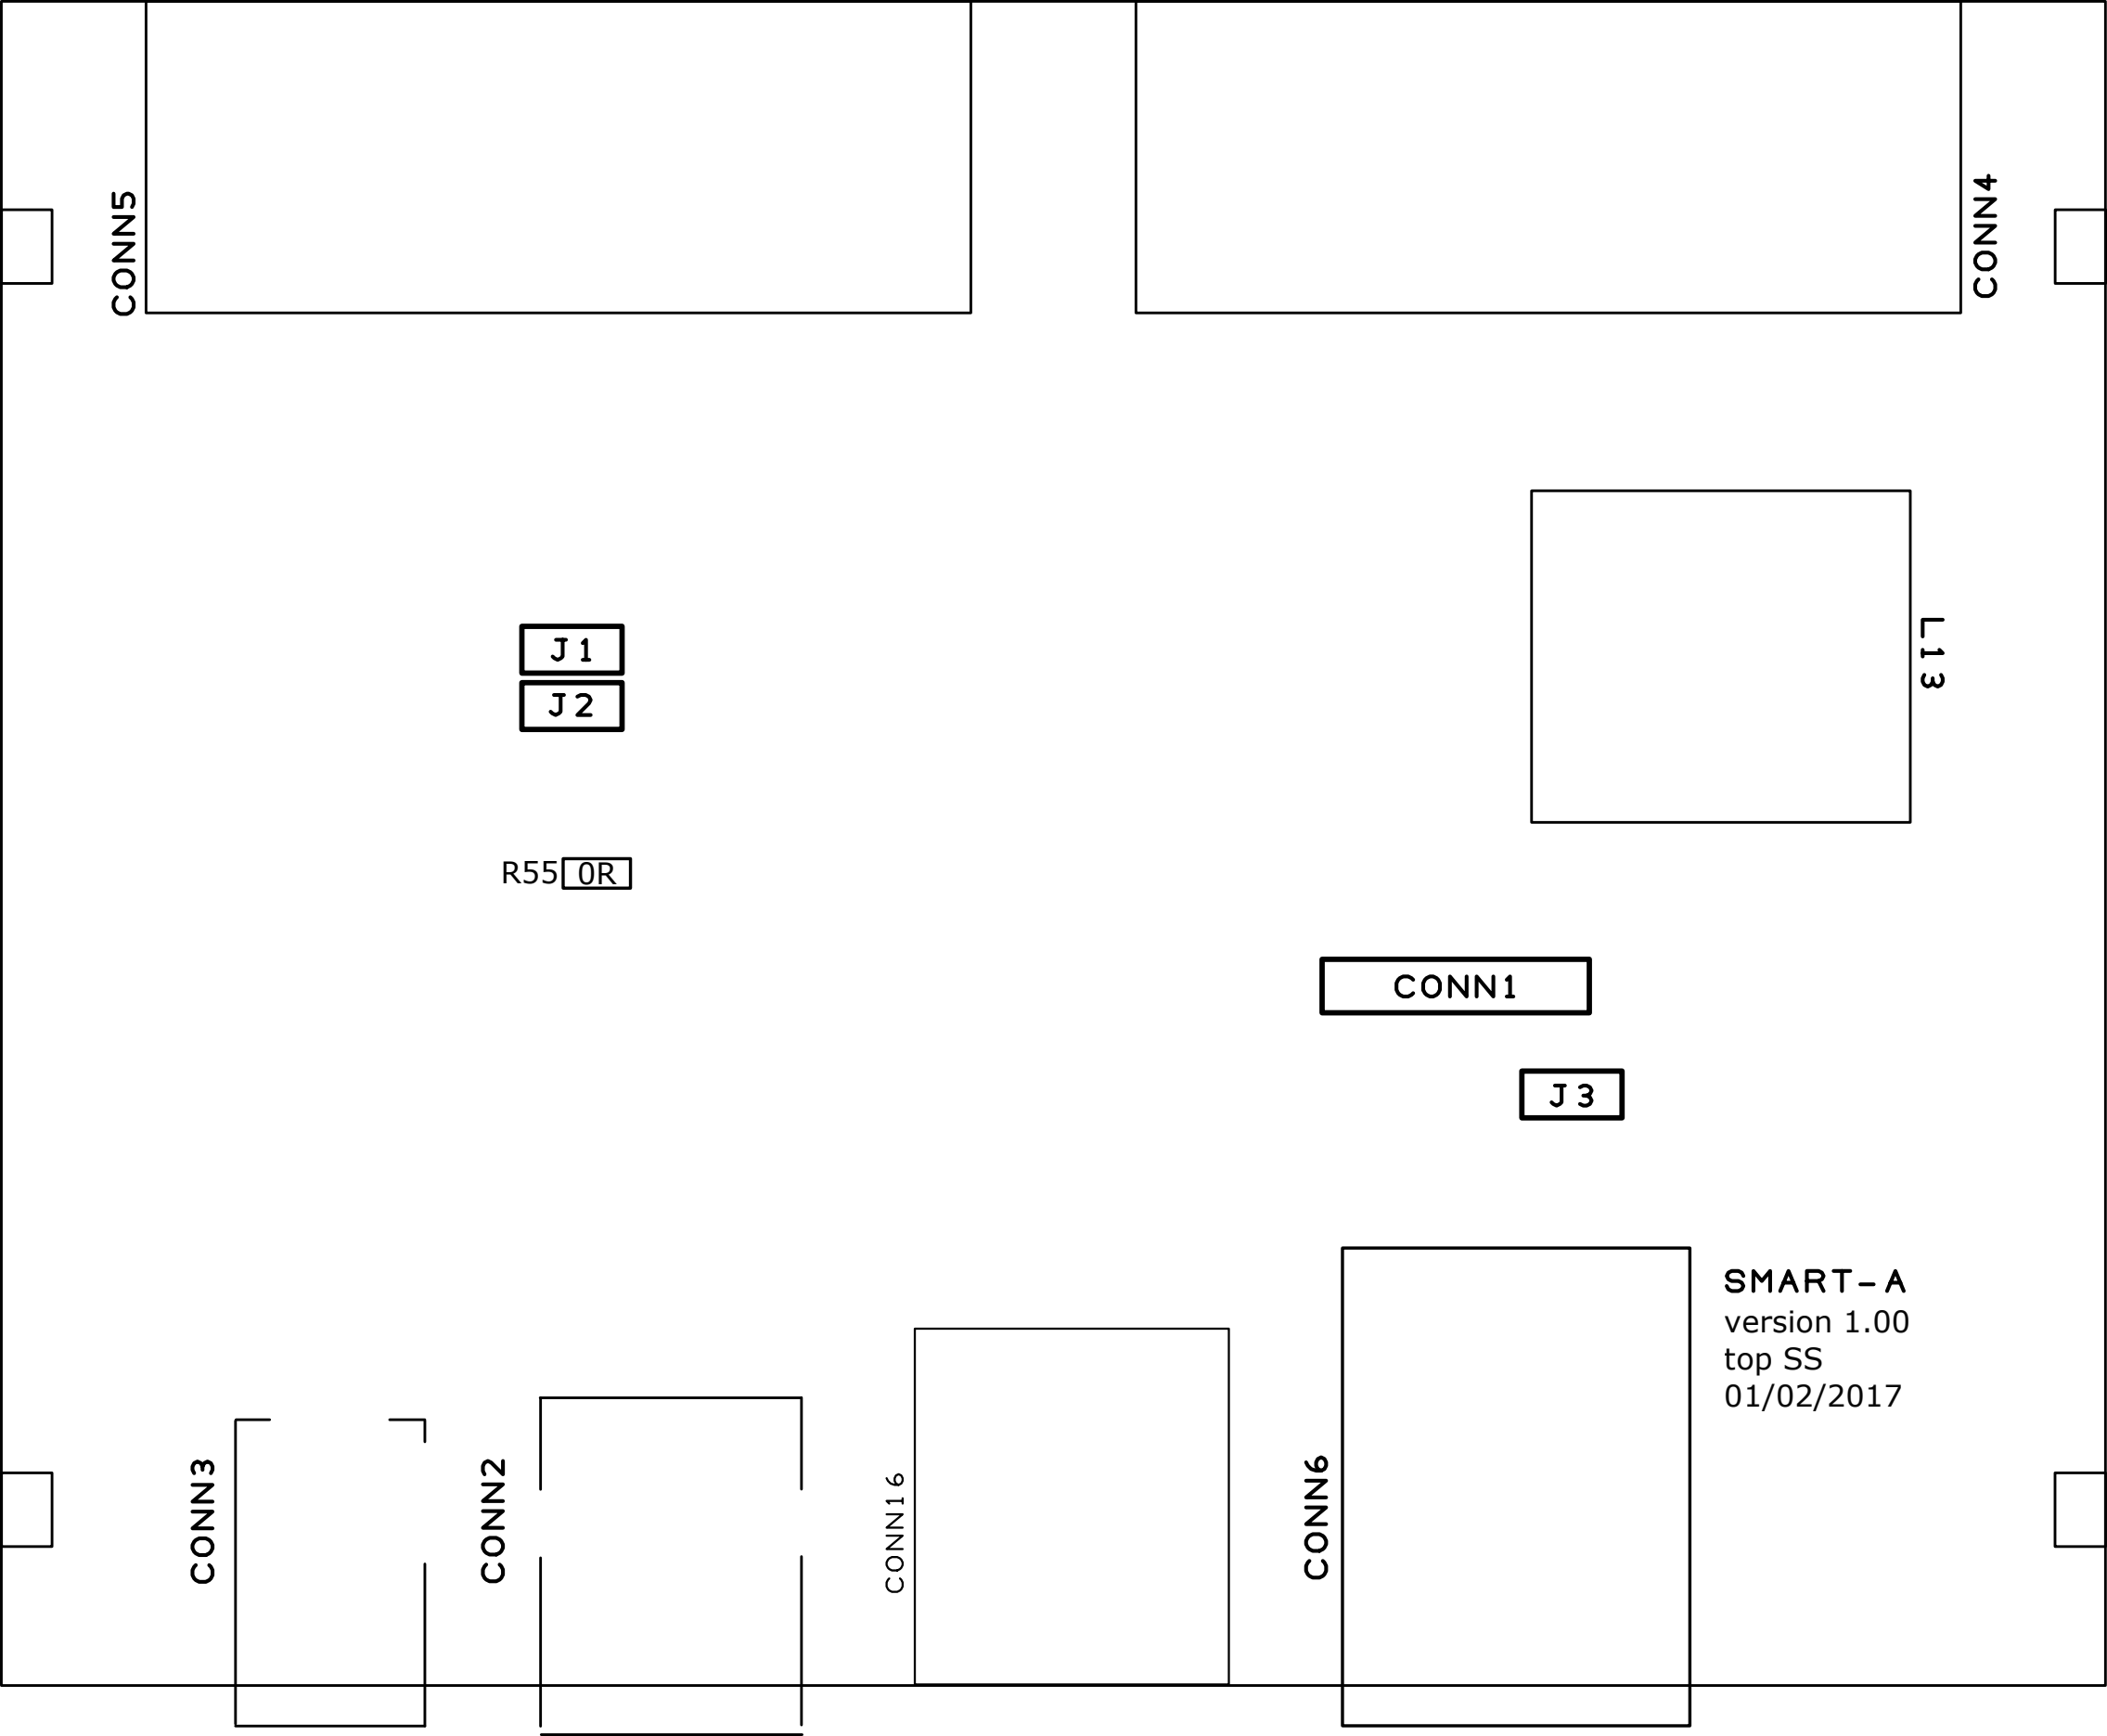 CONN5
CONN4
J1
L13
J2
R55 0R
CONN1
J3
SMART-A
version 1.00
top SS
01/02/2017
CONN3
CONN2
CONN16
CONN6